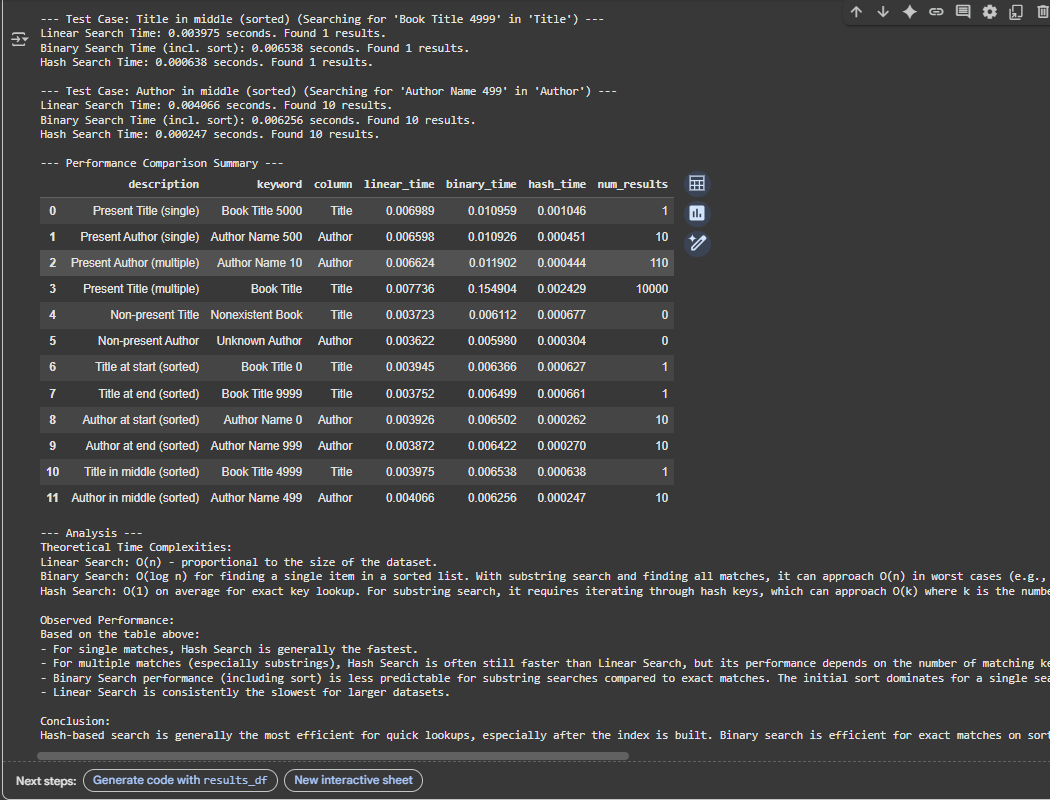 --- Test Case: Title in middle (sorted) (Searching for 'Book Title 4999' in 'Title') ---
Linear Search Time: 0.003975 seconds. Found 1 results.
Binary Search Time (incl. sort): 0.006538 seconds. Found 1 results.
Hash Search Time: 0.000638 seconds. Found 1 results.
--- Test Case: Author in middle (sorted) (Searching for 'Author Name 499' in 'Author') ---
Linear Search Time: 0.004066 seconds. Found 10 results.
Binary Search Time (incl. sort): 0.006256 seconds. Found 10 results.
Hash Search Time: 0.000247 seconds. Found 10 results.
--- Performance Comparison Summary ---
description keyword column linear_time binary_time hash_time num_results
0 Present Title (single) Book Title 5000 Title 0.006989 0.010959 0.001046 1
1 Present Author (single) Author Name 500 Author 0.006598 0.010926 0.000451 10
2 Present Author (multiple) Author Name 10 Author 0.006624 0.011902 0.000444 110
3 Present Title (multiple) Book Title Title 0.007736 0.154904 0.002429 10000
4 Non-present Title Nonexistent Book Title 0.003723 0.006112 0.000677 0
5 Non-present Author Unknown Author Author 0.003622 0.005980 0.000304 0
6 Title at start (sorted) Book Title 0 Title 0.003945 0.006366 0.000627 1
7 Title at end (sorted) Book Title 9999 Title 0.003752 0.006499 0.000661 1
8 Author at start (sorted) Author Name 0 Author 0.003926 0.006502 0.000262 10
9 Author at end (sorted) Author Name 999 Author 0.003872 0.006422 0.000270 10
10 Title in middle (sorted) Book Title 4999 Title 0.003975 0.006538 0.000638 1
11 Author in middle (sorted) Author Name 499 Author 0.004066 0.006256 0.000247 10
--- Analysis ---
Theoretical Time Complexities:
Linear Search: O(n) - proportional to the size of the dataset.
Binary Search: O(log n) for finding a single item in a sorted list. With substring search and finding all matches, it can approach O(n) in worst cases (e.g.,
Hash Search: O(1) on average for exact key lookup. For substring search, it requires iterating through hash keys, which can approach O(k) where k is the numbe
Observed Performance:
Based on the table above:
- For single matches, Hash Search is generally the fastest.
- For multiple matches (especially substrings), Hash Search is often still faster than Linear Search, but its performance depends on the number of matching ke
- Binary Search performance (including sort) is less predictable for substring searches compared to exact matches. The initial sort dominates for a single sea
- Linear Search is consistently the slowest for larger datasets.
Conclusion:
Hash-based search is generally the most efficient for quick lookups, especially after the index is built. Binary search is efficient for exact matches on sort
Next steps: Generate code with results_df New interactive sheet